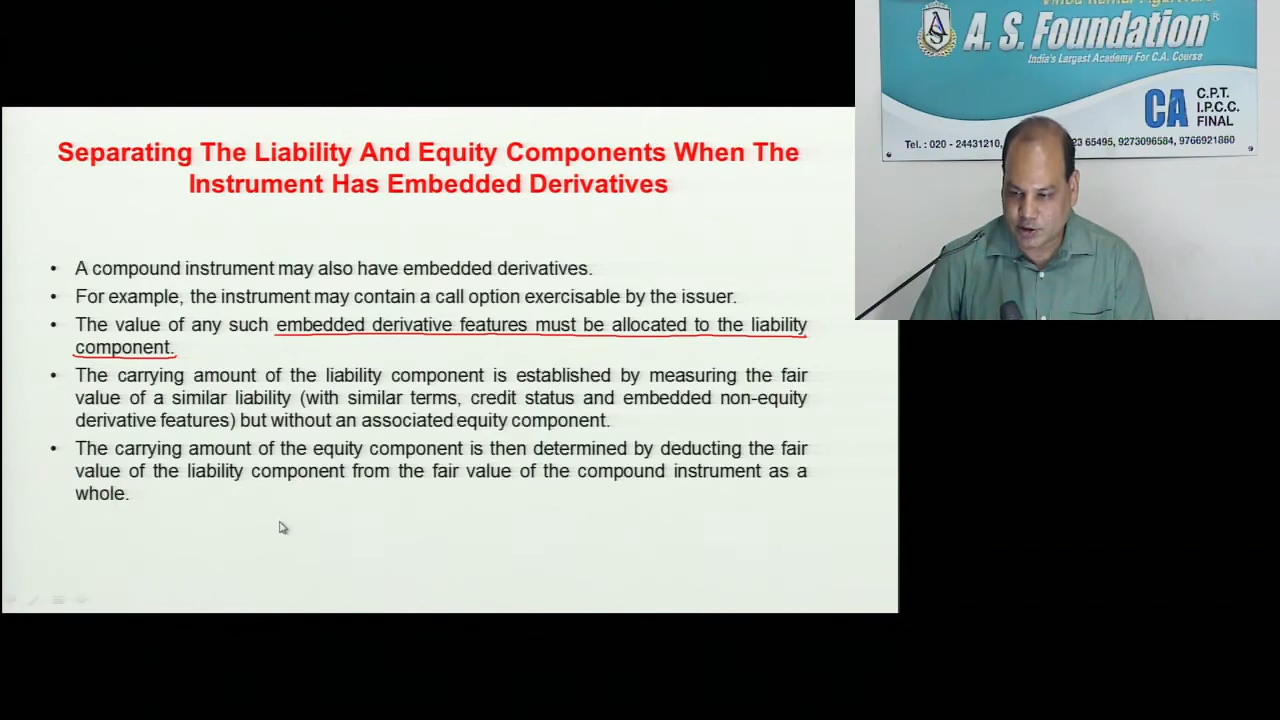 Separating The Liability And Equity Components When The
Instrument Has Embedded Derivatives
• A compound instrument may also have embedded derivatives.
• For example, the instrument may contain a call option exercisable by the issuer.
• The value of any such embedded derivative features must be allocated to the liability
component.
• The carrying amount of the liability component is established by measuring the fair
value of a similar liability (with similar terms, credit status and embedded non-equity
derivative features) but without an associated equity component.
• The carrying amount of the equity component is then determined by deducting the fair
value of the liability component from the fair value of the compound instrument as a
whole.
A. S. Foundation®
India's Largest Academy For C.A. Course
CA
C.P.T.
I.P.C.C.
FINAL
Tel. : 020 - 24431210, 23 65495, 9273096584, 9766921860